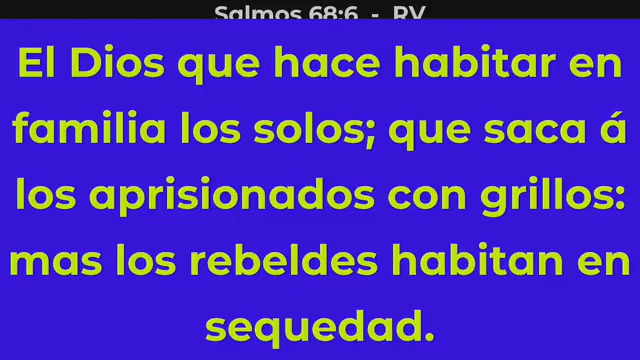 Salmos 68:6 - RV
El Dios que hace habitar en
familia los solos; que saca á
los aprisionados con grillos:
mas los rebeldes habitan en
sequedad.